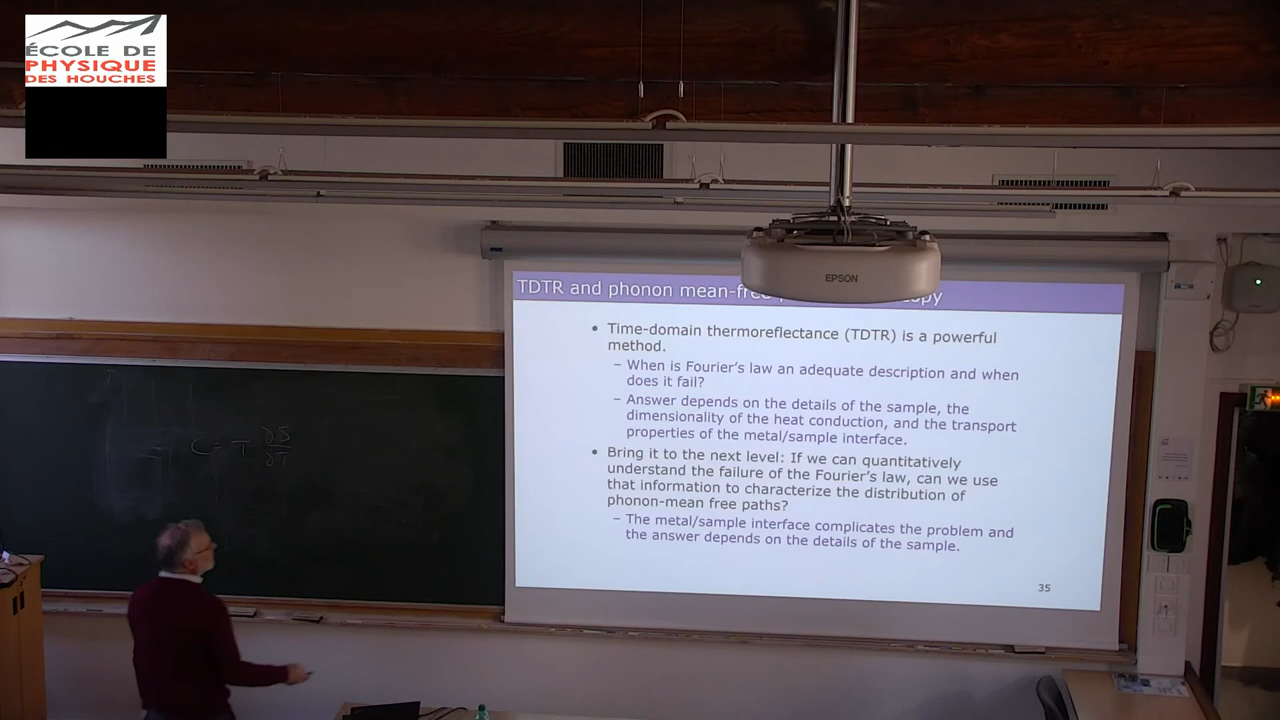 ÉCOLE DE
PHYSIQUE
DES HOUCHES
EPSON
TDTR and phonon mean-free
• Time-domain thermoreflectance (TDTR) is a powerful
method.
– When is Fourier's law an adequate description and when
does it fail?
– Answer depends on the details of the sample, the
dimensionality of the heat conduction, and the transport
properties of the metal/sample interface.
• Bring it to the next level: If we can quantitatively
understand the failure of the Fourier's law, can we use
that information to characterize the distribution of
phonon-mean free paths?
– The metal/sample interface complicates the problem and
the answer depends on the details of the sample.
35
C = T ∂S/∂T